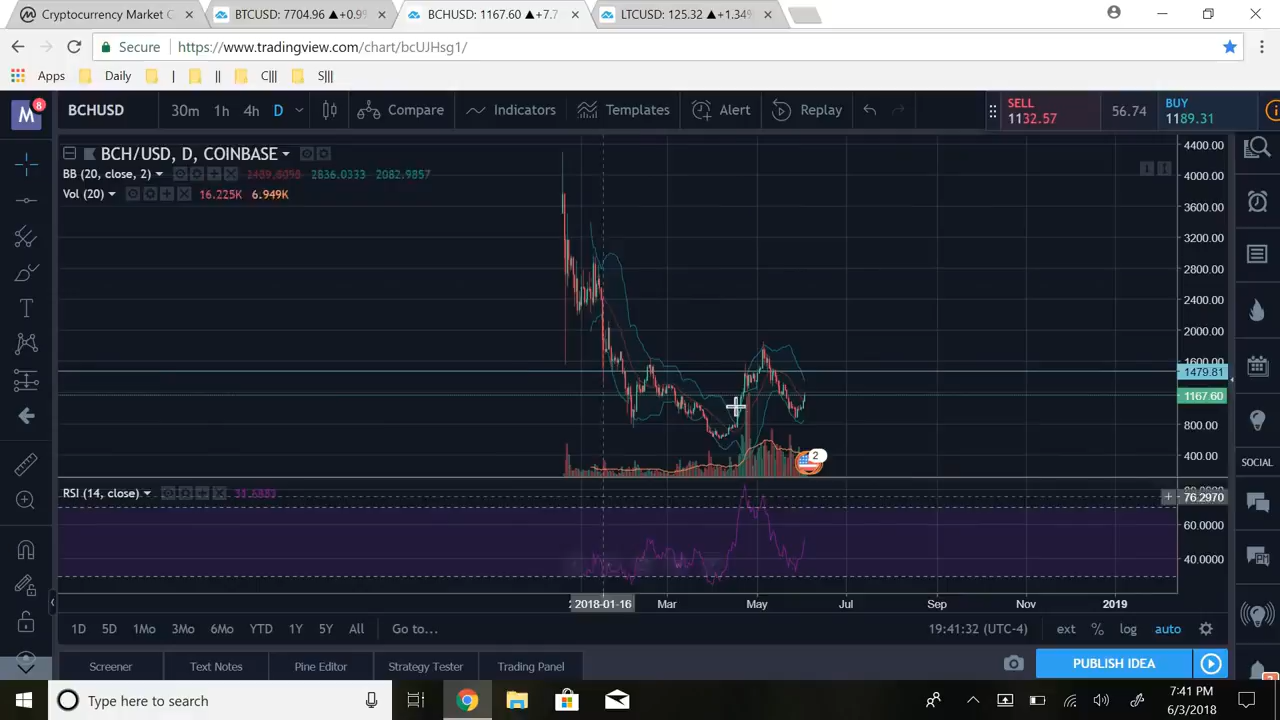 Cryptocurrency Market C
BTCUSD: 7704.96 ▲+0.9%
BCHUSD: 1167.60 ▲+7.7
LTCUSD: 125.32 ▲+1.34%
Secure https://www.tradingview.com/chart/bcUJHsg1/
Apps Daily | || C||| S|||
M 8
BCHUSD 30m 1h 4h D Compare Indicators Templates Alert Replay
SELL 1132.57 56.74 BUY 1189.31
BCH/USD, D, COINBASE
BB (20, close, 2) 2836.0333 2082.9857
Vol (20) 16.225K 6.949K
4400.00
4000.00
3600.00
3200.00
2800.00
2400.00
2000.00
1600.00
1479.81
1167.60
800.00
400.00
2
SOCIAL
RSI (14, close)
76.2970
60.0000
40.0000
2018-01-16 Mar May Jul Sep Nov 2019
1D 5D 1Mo 3Mo 6Mo YTD 1Y 5Y All Go to... 19:41:32 (UTC-4) ext % log auto
Screener Text Notes Pine Editor Strategy Tester Trading Panel PUBLISH IDEA
Type here to search
7:41 PM
6/3/2018